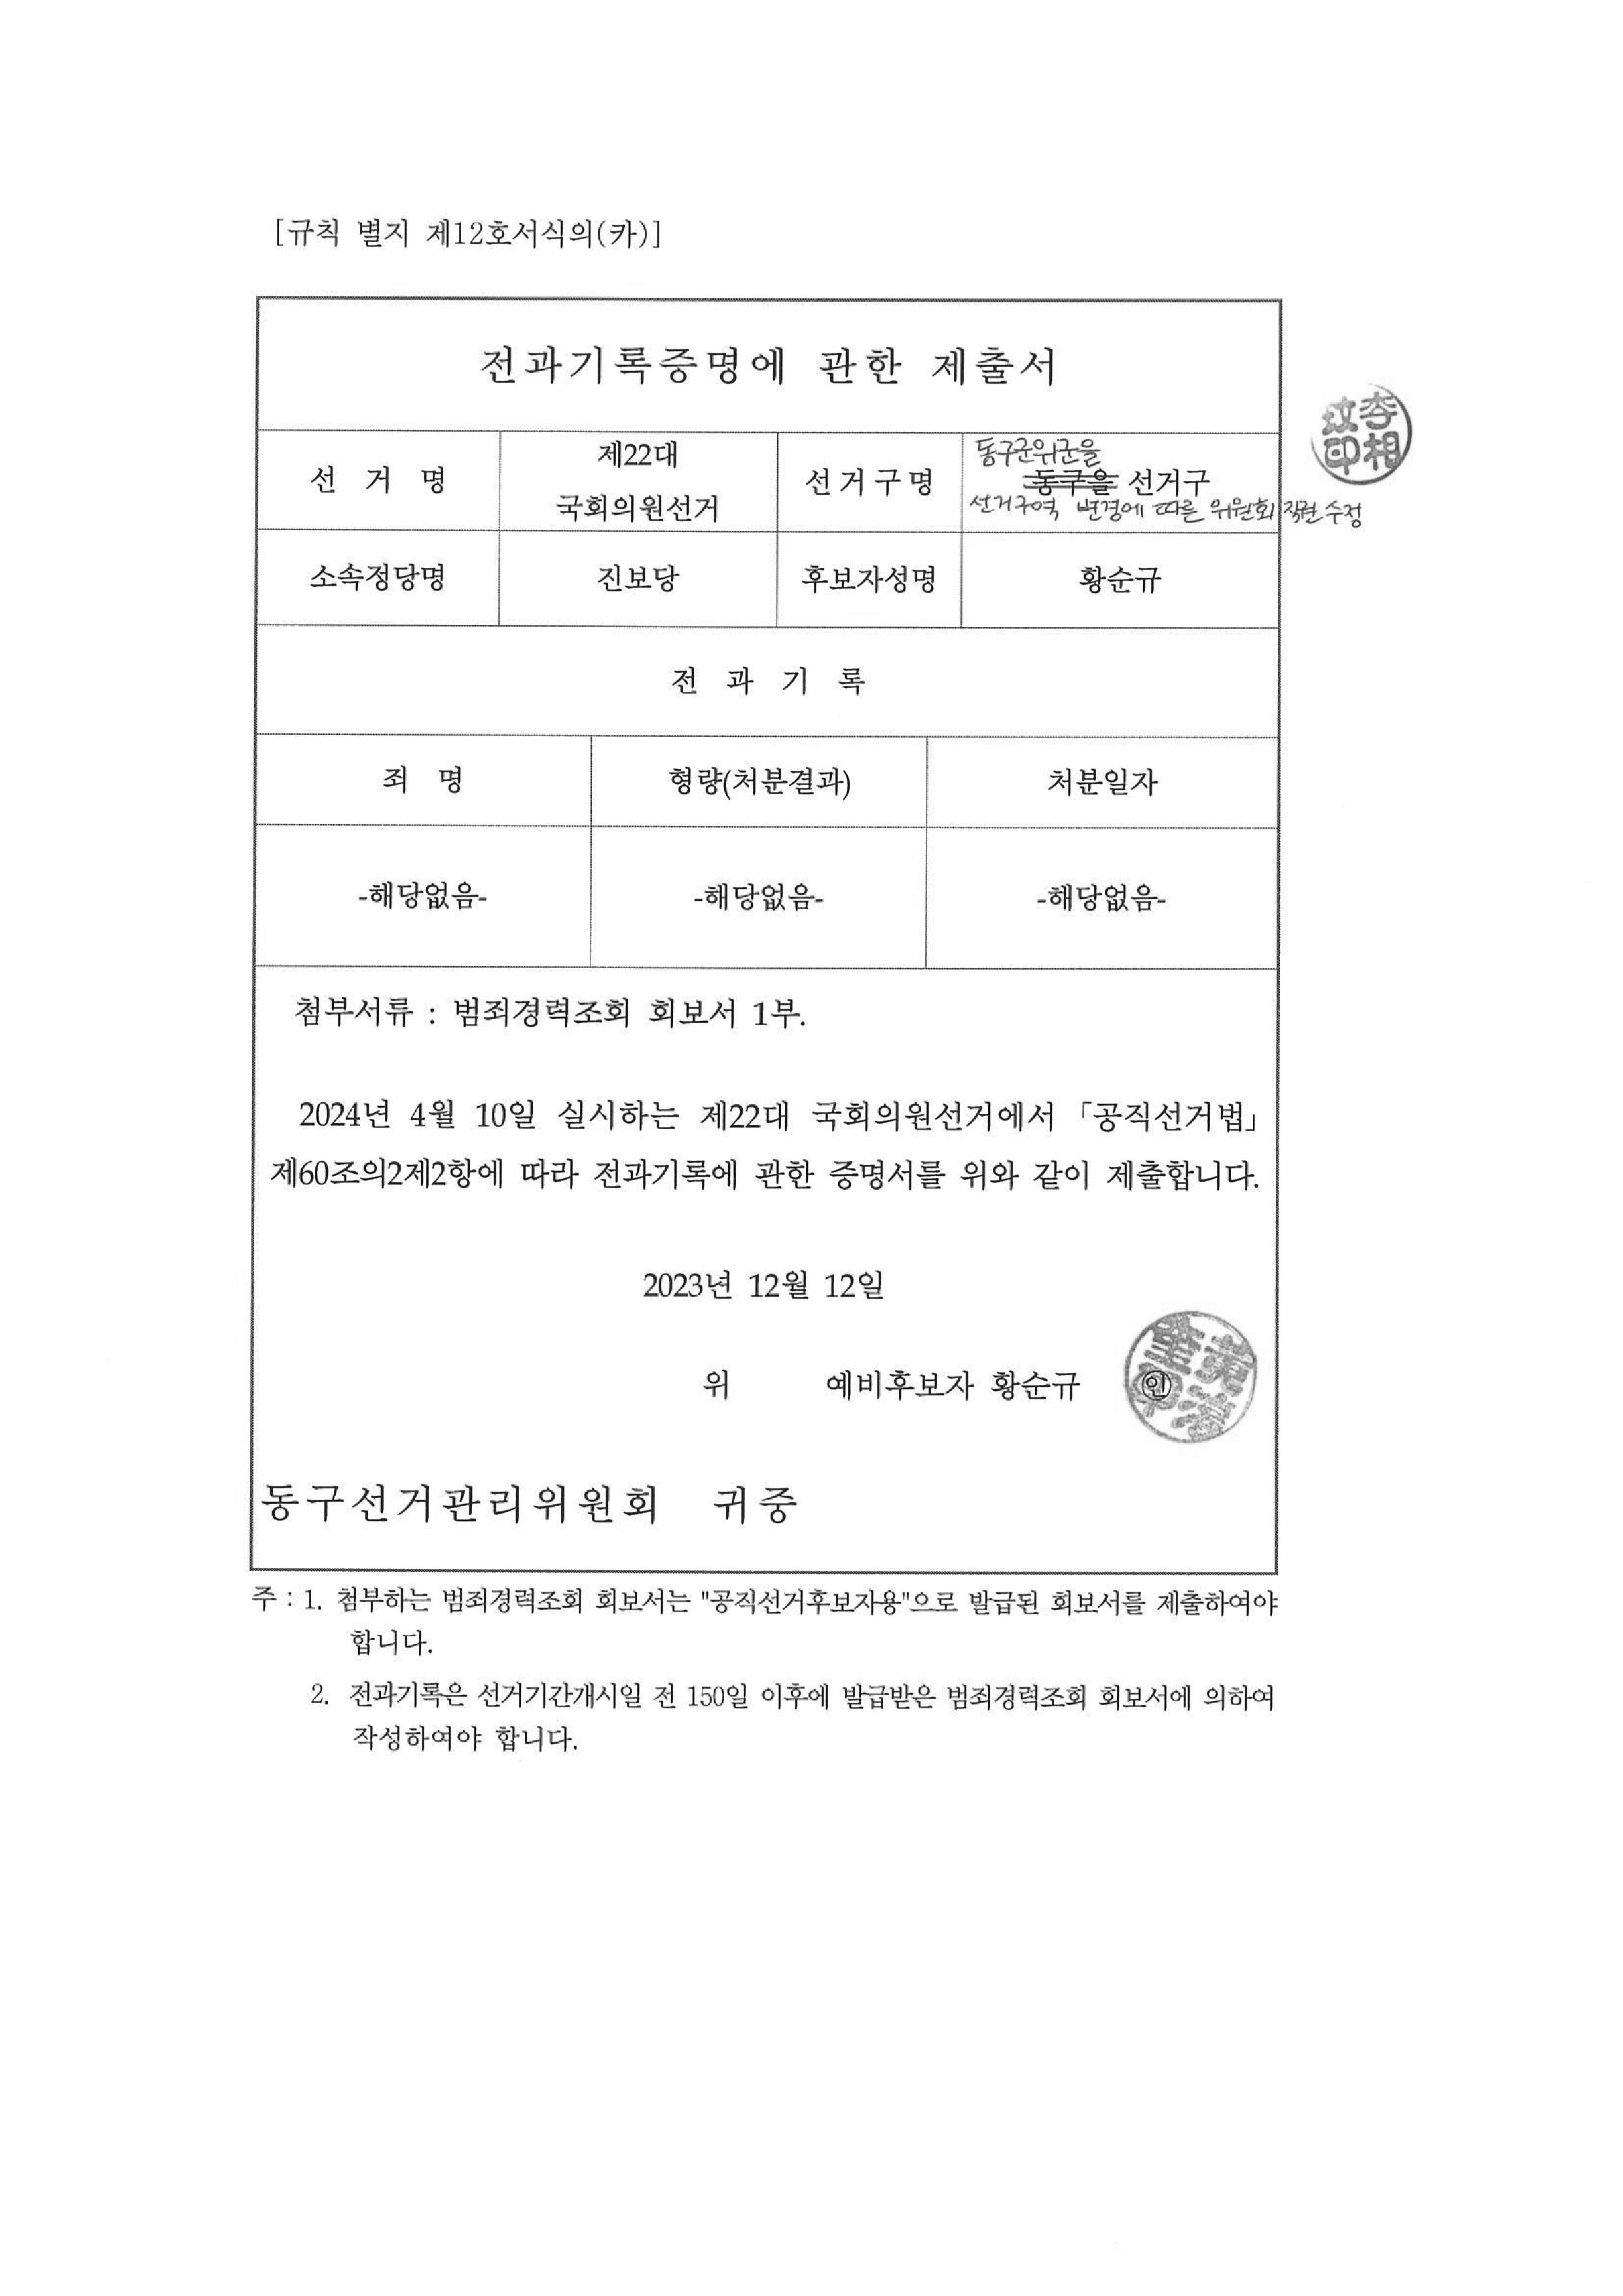 [규칙 별지 제12호서식의(카)]
전과기록증명에 관한 제출서
선 거 명
제22대
국회의원선거
선거구명
동구군위군을
동구을 선거구
선거구역 변경에 따른 위원회 직권 수정
소속정당명
진보당
후보자성명
황순규
전 과 기 록
죄 명
형량(처분결과)
처분일자
-해당없음-
-해당없음-
-해당없음-
첨부서류 : 범죄경력조회 회보서 1부.
2024년 4월 10일 실시하는 제22대 국회의원선거에서 「공직선거법」
제60조의2제2항에 따라 전과기록에 관한 증명서를 위와 같이 제출합니다.
2023년 12월 12일
위 예비후보자 황순규 ㊞
동구선거관리위원회 귀중
주 : 1. 첨부하는 범죄경력조회 회보서는 "공직선거후보자용"으로 발급된 회보서를 제출하여야
합니다.
2. 전과기록은 선거기간개시일 전 150일 이후에 발급받은 범죄경력조회 회보서에 의하여
작성하여야 합니다.